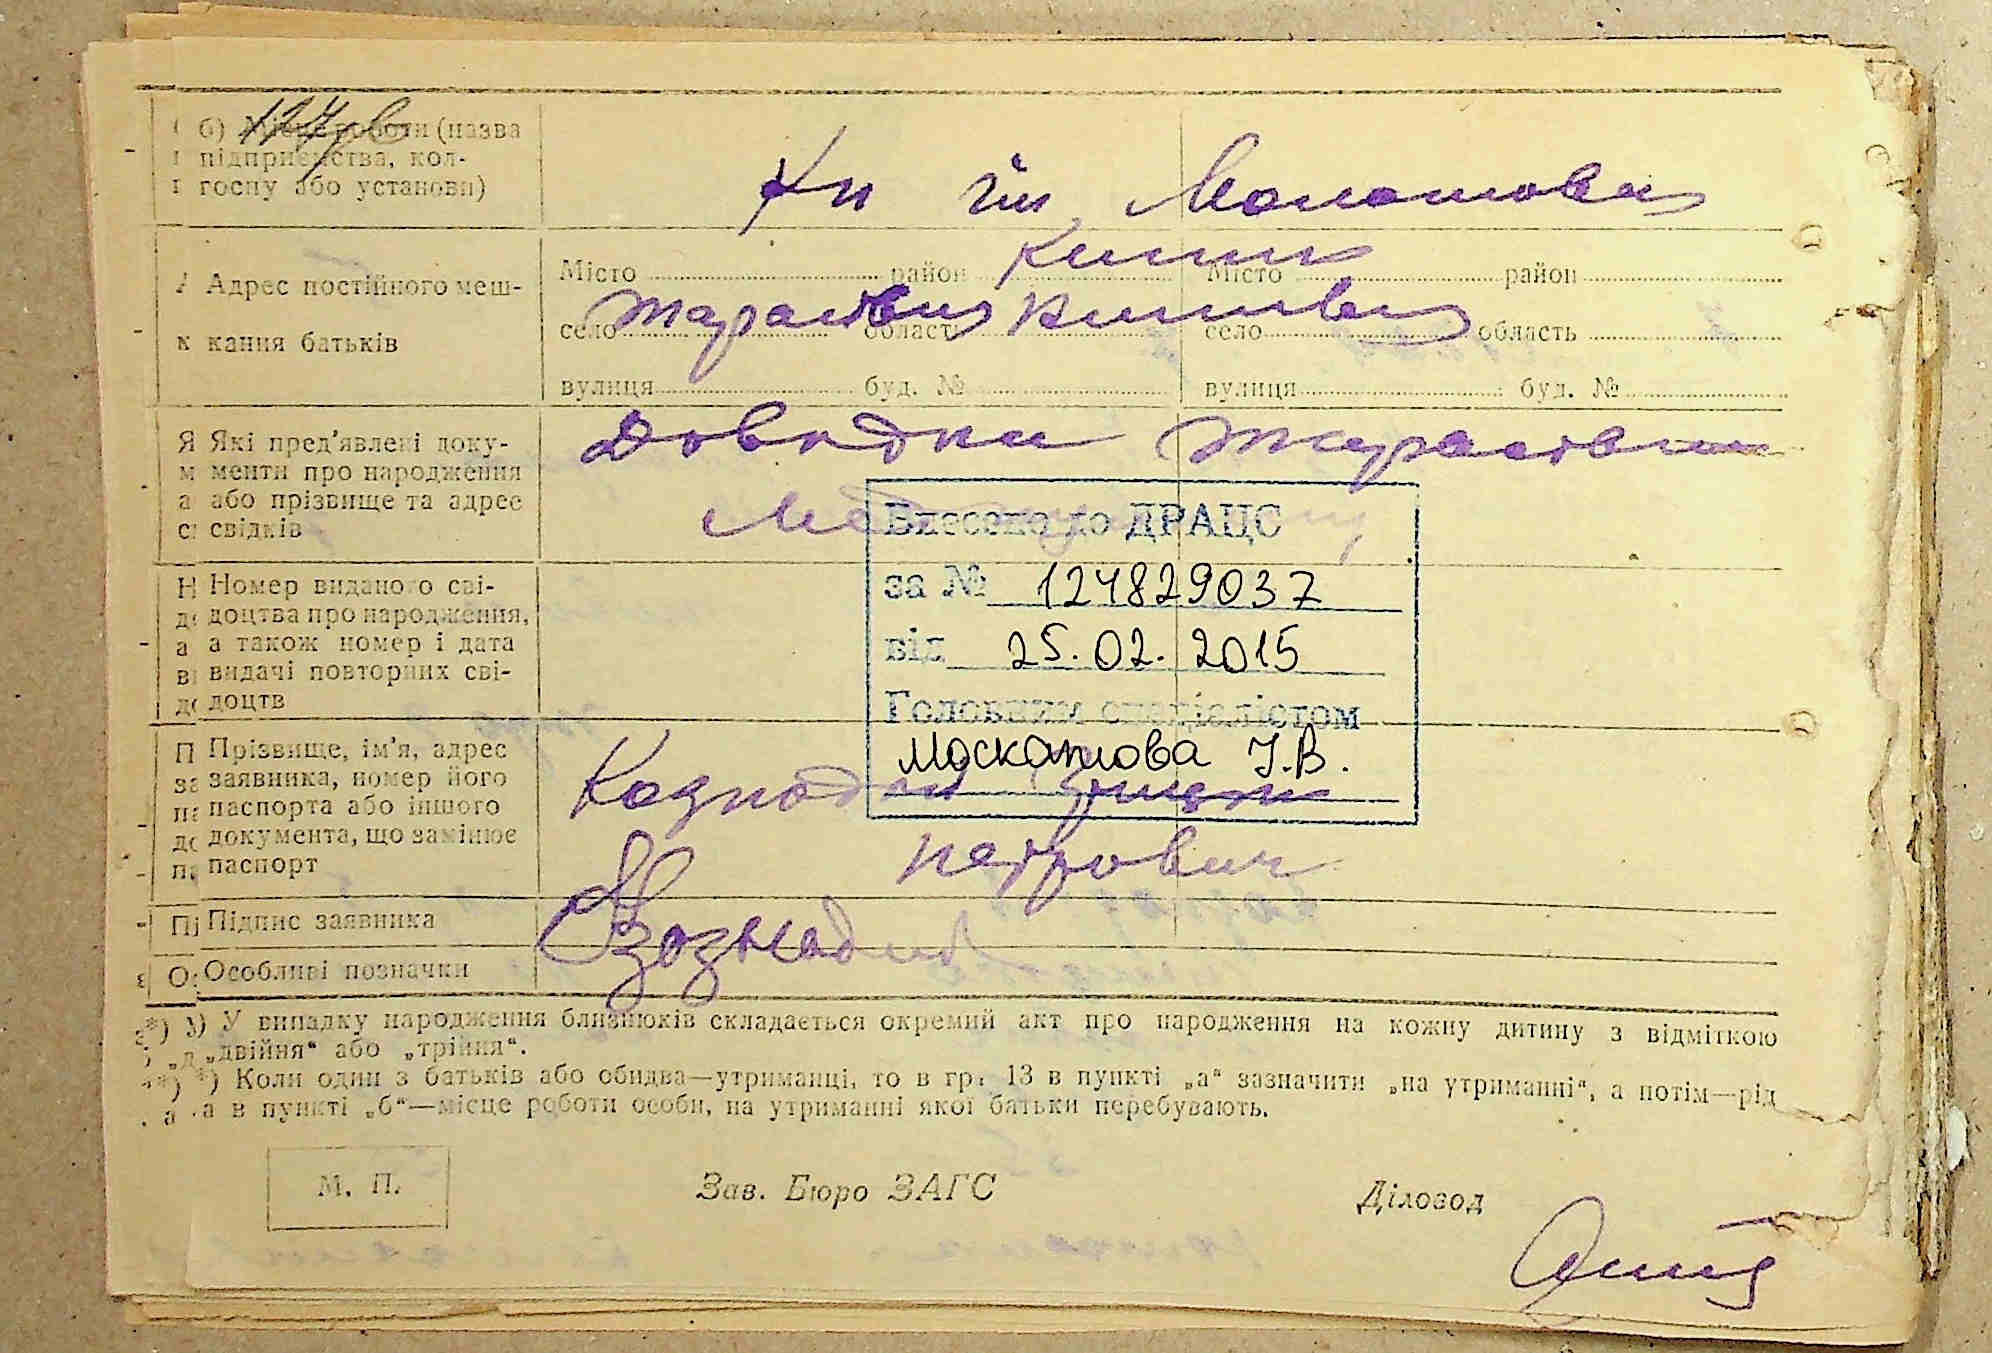 127 рв
б) Місце роботи (назва
підприємства, кол-
госпу або установи)
Кп ім Молотова
Адрес постійного меш-
кання батьків
Місто район Місто район
село Тарасівка область село область
вулиця буд. № вулиця буд. №
Які пред'явлені доку-
менти про народження
або прізвище та адрес
свідків
Довідка Тарасівки
Номер виданого сві-
доцтва про народження,
а також номер і дата
видачі повторних сві-
доцтв
Внесено до ДРАЦС
за № 124829037
від 25.02.2015
Головним спеціалістом
І.В.
Прізвище, ім'я, адрес
заявника, номер його
паспорта або іншого
документа, що замінює
паспорт
Петрович
Підпис заявника
Особливі позначки
*) У випадку народження близнюків складається окремий акт про народження на кожну дитину з відміткою
„двійня“ або „трійня“.
**) Коли один з батьків або обидва—утриманці, то в гр. 13 в пункті „а“ зазначити „на утриманні“, а потім—рід
а в пункті „б“—місце роботи особи, на утриманні якої батьки перебувають.
М. П.
Зав. Бюро ЗАГС
Діловод